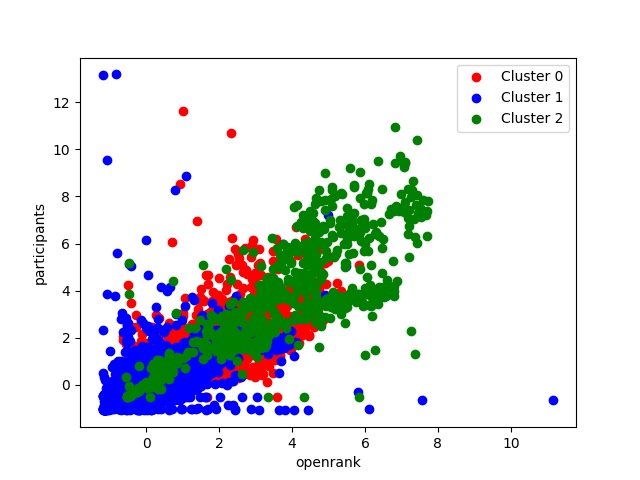 Cluster 0
Cluster 1
Cluster 2
12
10
8
6
4
2
0
participants
0 2 4 6 8 10
openrank